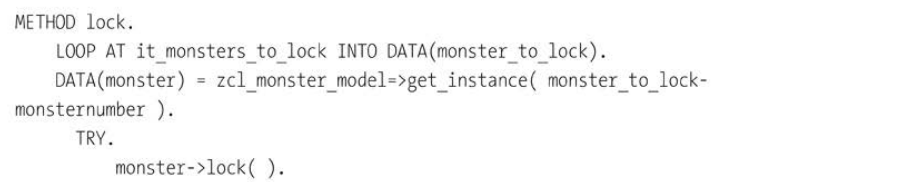 METHOD lock.
LOOP AT it_monsters_to_lock INTO DATA(monster_to_lock).
DATA(monster) = zcl_monster_model=>get_instance( monster_to_lock-
monsternumber ).
TRY.
monster->lock( ).